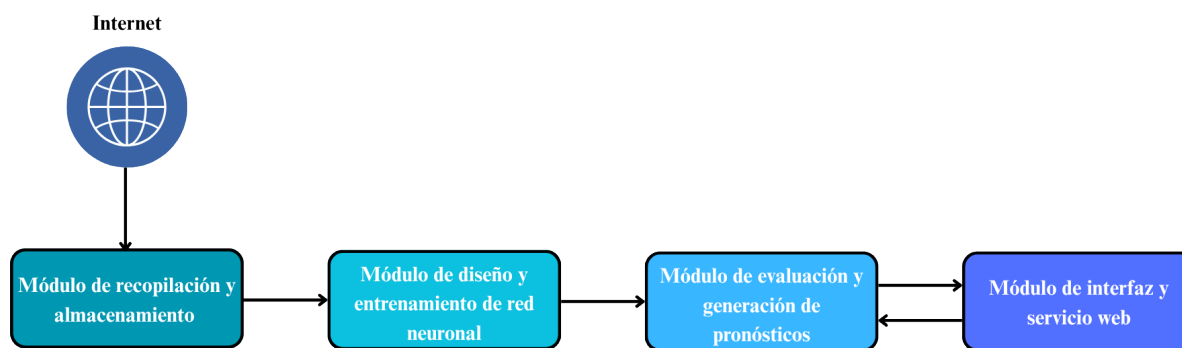 Internet
Módulo de recopilación y
almacenamiento
Módulo de diseño y
entrenamiento de red
neuronal
Módulo de evaluación y
generación de
pronósticos
Módulo de interfaz y
servicio web